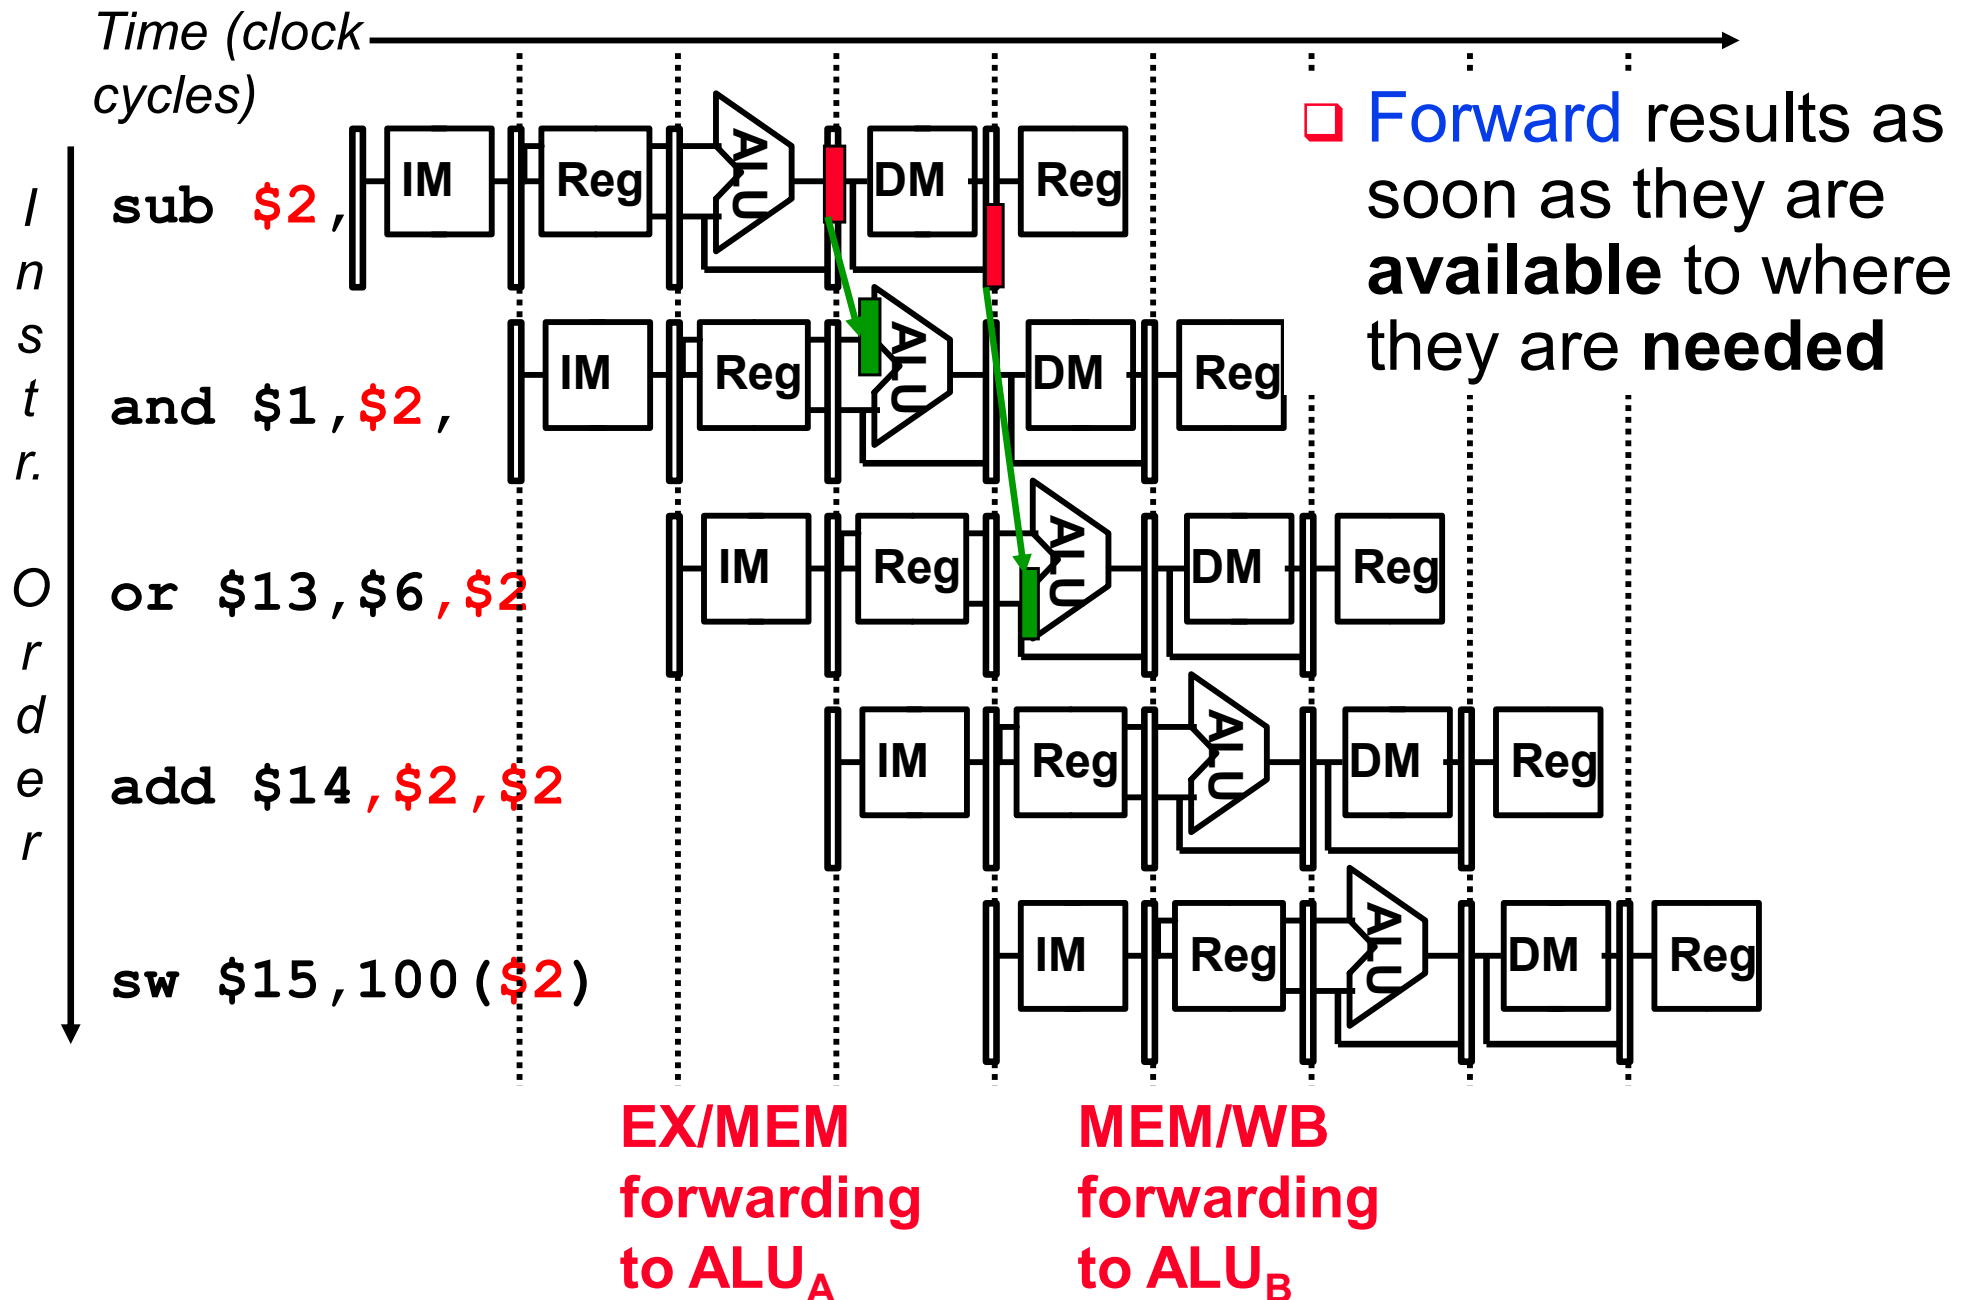 Time (clock
cycles)
❑ Forward results as
soon as they are
available to where
they are needed
I
n
s
t
r.
O
r
d
e
r
sub $2,
IM Reg ALU DM Reg
and $1,$2,
IM Reg ALU DM Reg
or $13,$6,$2
IM Reg ALU DM Reg
add $14,$2,$2
IM Reg ALU DM Reg
sw $15,100($2)
IM Reg ALU DM Reg
EX/MEM
forwarding
to ALUA
MEM/WB
forwarding
to ALUB